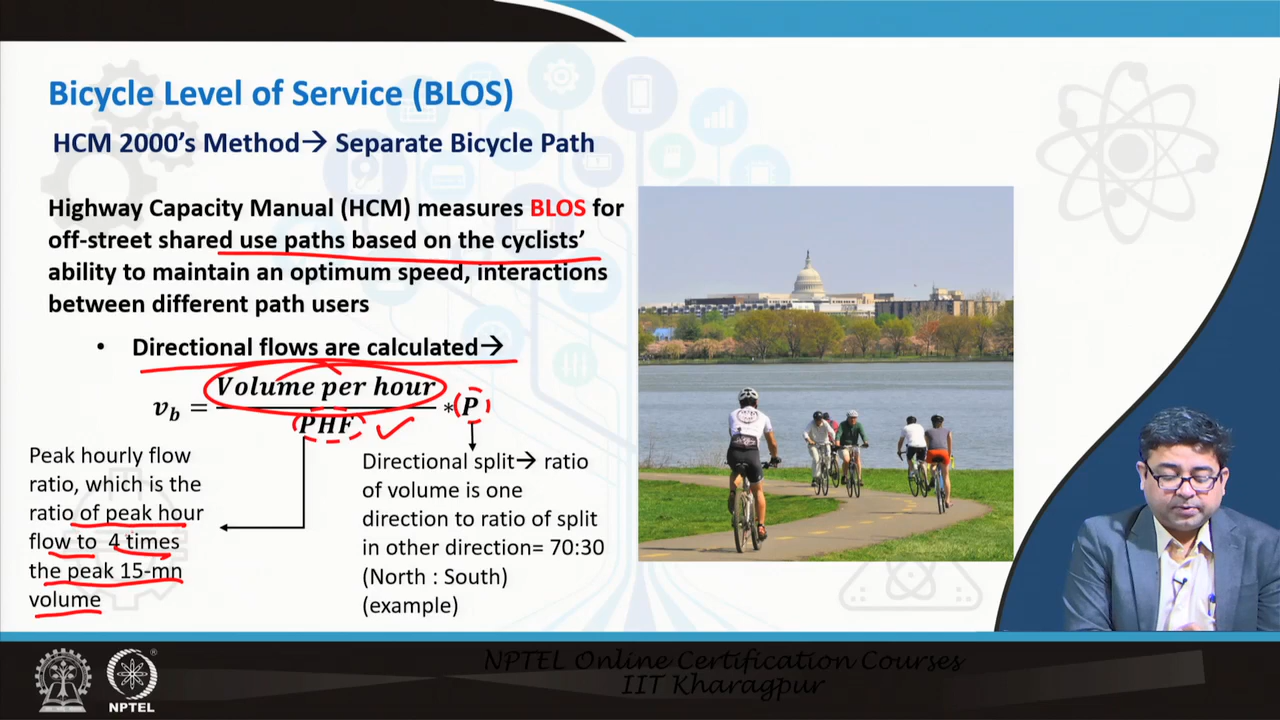 Bicycle Level of Service (BLOS)
HCM 2000's Method→ Separate Bicycle Path
Highway Capacity Manual (HCM) measures BLOS for
off-street shared use paths based on the cyclists'
ability to maintain an optimum speed, interactions
between different path users
• Directional flows are calculated→
v_b = Volume per hour / PHF * P
Peak hourly flow
ratio, which is the
ratio of peak hour
flow to 4 times
the peak 15-mn
volume
Directional split→ ratio
of volume is one
direction to ratio of split
in other direction= 70:30
(North : South)
(example)
NPTEL Online Certification Courses
IIT Kharagpur
NPTEL